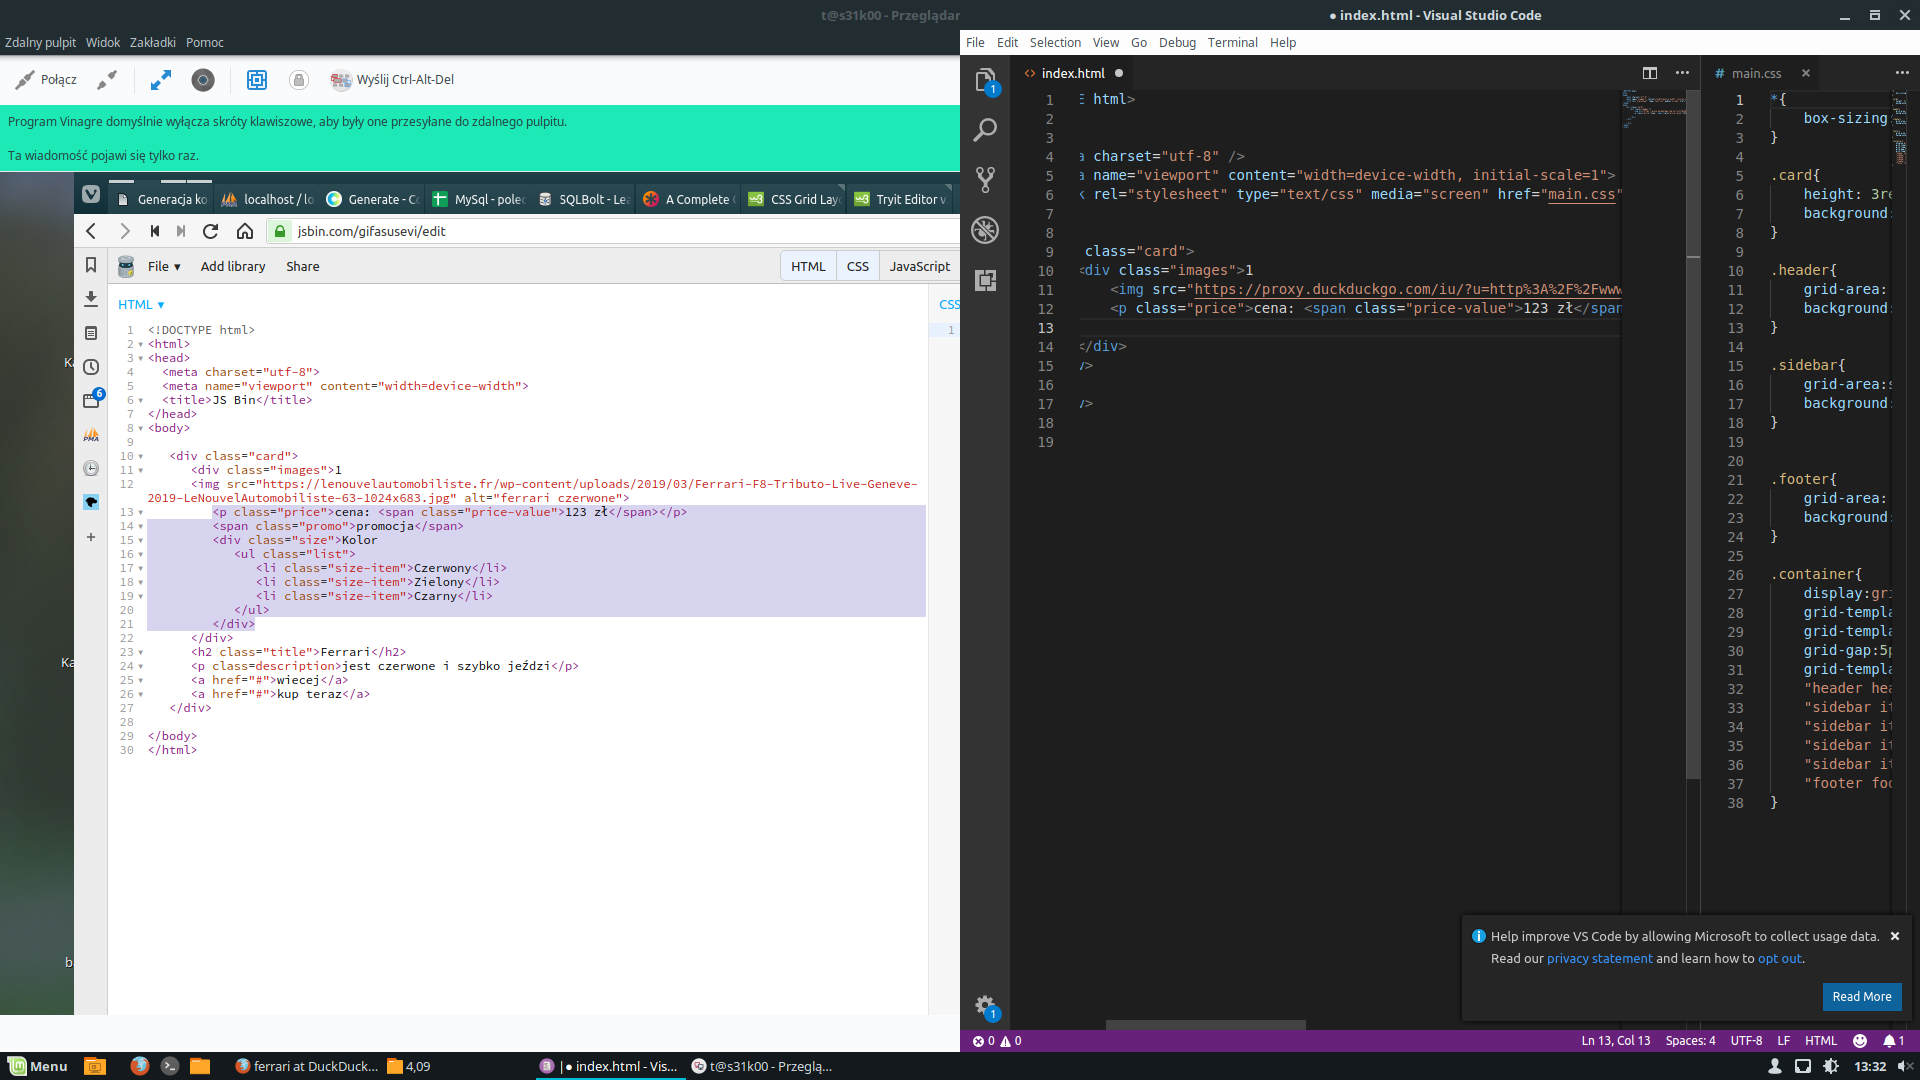 t@s31k00 - Przeglądar
Zdalny pulpit Widok Zakładki Pomoc
Połącz Wyślij Ctrl-Alt-Del
Program Vinagre domyślnie wyłącza skróty klawiszowe, aby były one przesyłane do zdalnego pulpitu.
Ta wiadomość pojawi się tylko raz.
Generacja ko localhost / lo Generate - Co MySql - polec SQLBolt - Lea A Complete CSS Grid Layo Tryit Editor v
jsbin.com/gifasusevi/edit
File ▾ Add library Share HTML CSS JavaScript
HTML ▾ CSS
1 <!DOCTYPE html>
2 <html>
3 <head>
4 <meta charset="utf-8">
5 <meta name="viewport" content="width=device-width">
6 <title>JS Bin</title>
7 </head>
8 <body>
9
10 <div class="card">
11 <div class="images">1
12 <img src="https://lenouvelautomobiliste.fr/wp-content/uploads/2019/03/Ferrari-F8-Tributo-Live-Geneve-
2019-LeNouvelAutomobiliste-63-1024x683.jpg" alt="ferrari czerwone">
13 <p class="price">cena: <span class="price-value">123 zł</span></p>
14 <span class="promo">promocja</span>
15 <div class="size">Kolor
16 <ul class="list">
17 <li class="size-item">Czerwony</li>
18 <li class="size-item">Zielony</li>
19 <li class="size-item">Czarny</li>
20 </ul>
21 </div>
22 </div>
23 <h2 class="title">Ferrari</h2>
24 <p class=description>jest czerwone i szybko jeździ</p>
25 <a href="#">wiecej</a>
26 <a href="#">kup teraz</a>
27 </div>
28
29 </body>
30 </html>
1
6
Ka
Ka
b
● index.html - Visual Studio Code
File Edit Selection View Go Debug Terminal Help
index.html ●
1 E html>
2
3
4 a charset="utf-8" />
5 a name="viewport" content="width=device-width, initial-scale=1">
6 k rel="stylesheet" type="text/css" media="screen" href="main.css"
7
8
9 class="card">
10 <div class="images">1
11 <img src="https://proxy.duckduckgo.com/iu/?u=http%3A%2F%2Fwww
12 <p class="price">cena: <span class="price-value">123 zł</span
13
14 </div>
15 />
16
17 />
18
19
1
1
# main.css ×
1 *{
2 box-sizing
3 }
4
5 .card{
6 height: 3re
7 background:
8 }
9
10 .header{
11 grid-area:
12 background:
13 }
14
15 .sidebar{
16 grid-area:s
17 background:
18 }
19
20
21 .footer{
22 grid-area:
23 background:
24 }
25
26 .container{
27 display:gri
28 grid-templa
29 grid-templa
30 grid-gap:5p
31 grid-templa
32 "header hea
33 "sidebar it
34 "sidebar it
35 "sidebar it
36 "sidebar it
37 "footer foo
38 }
Help improve VS Code by allowing Microsoft to collect usage data.
Read our privacy statement and learn how to opt out.
Read More
0 0 Ln 13, Col 13 Spaces: 4 UTF-8 LF HTML 1
Menu ferrari at DuckDuck... 4,09 |● index.html - Vis... t@s31k00 - Przeglą... 13:32